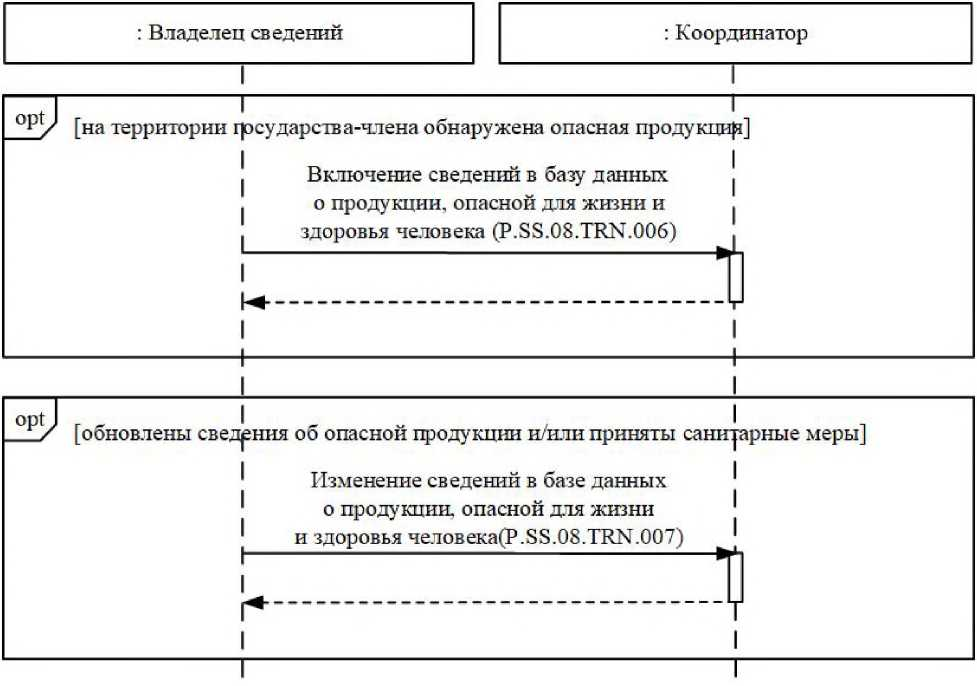 : Владелец сведений
: Координатор
opt
[на территории государства-члена обнаружена опасная продукция]
Включение сведений в базу данных
о продукции, опасной для жизни и
здоровья человека (P.SS.08.TRN.006)
opt
[обновлены сведения об опасной продукции и/или приняты санитарные меры]
Изменение сведений в базе данных
о продукции, опасной для жизни
и здоровья человека(P.SS.08.TRN.007)